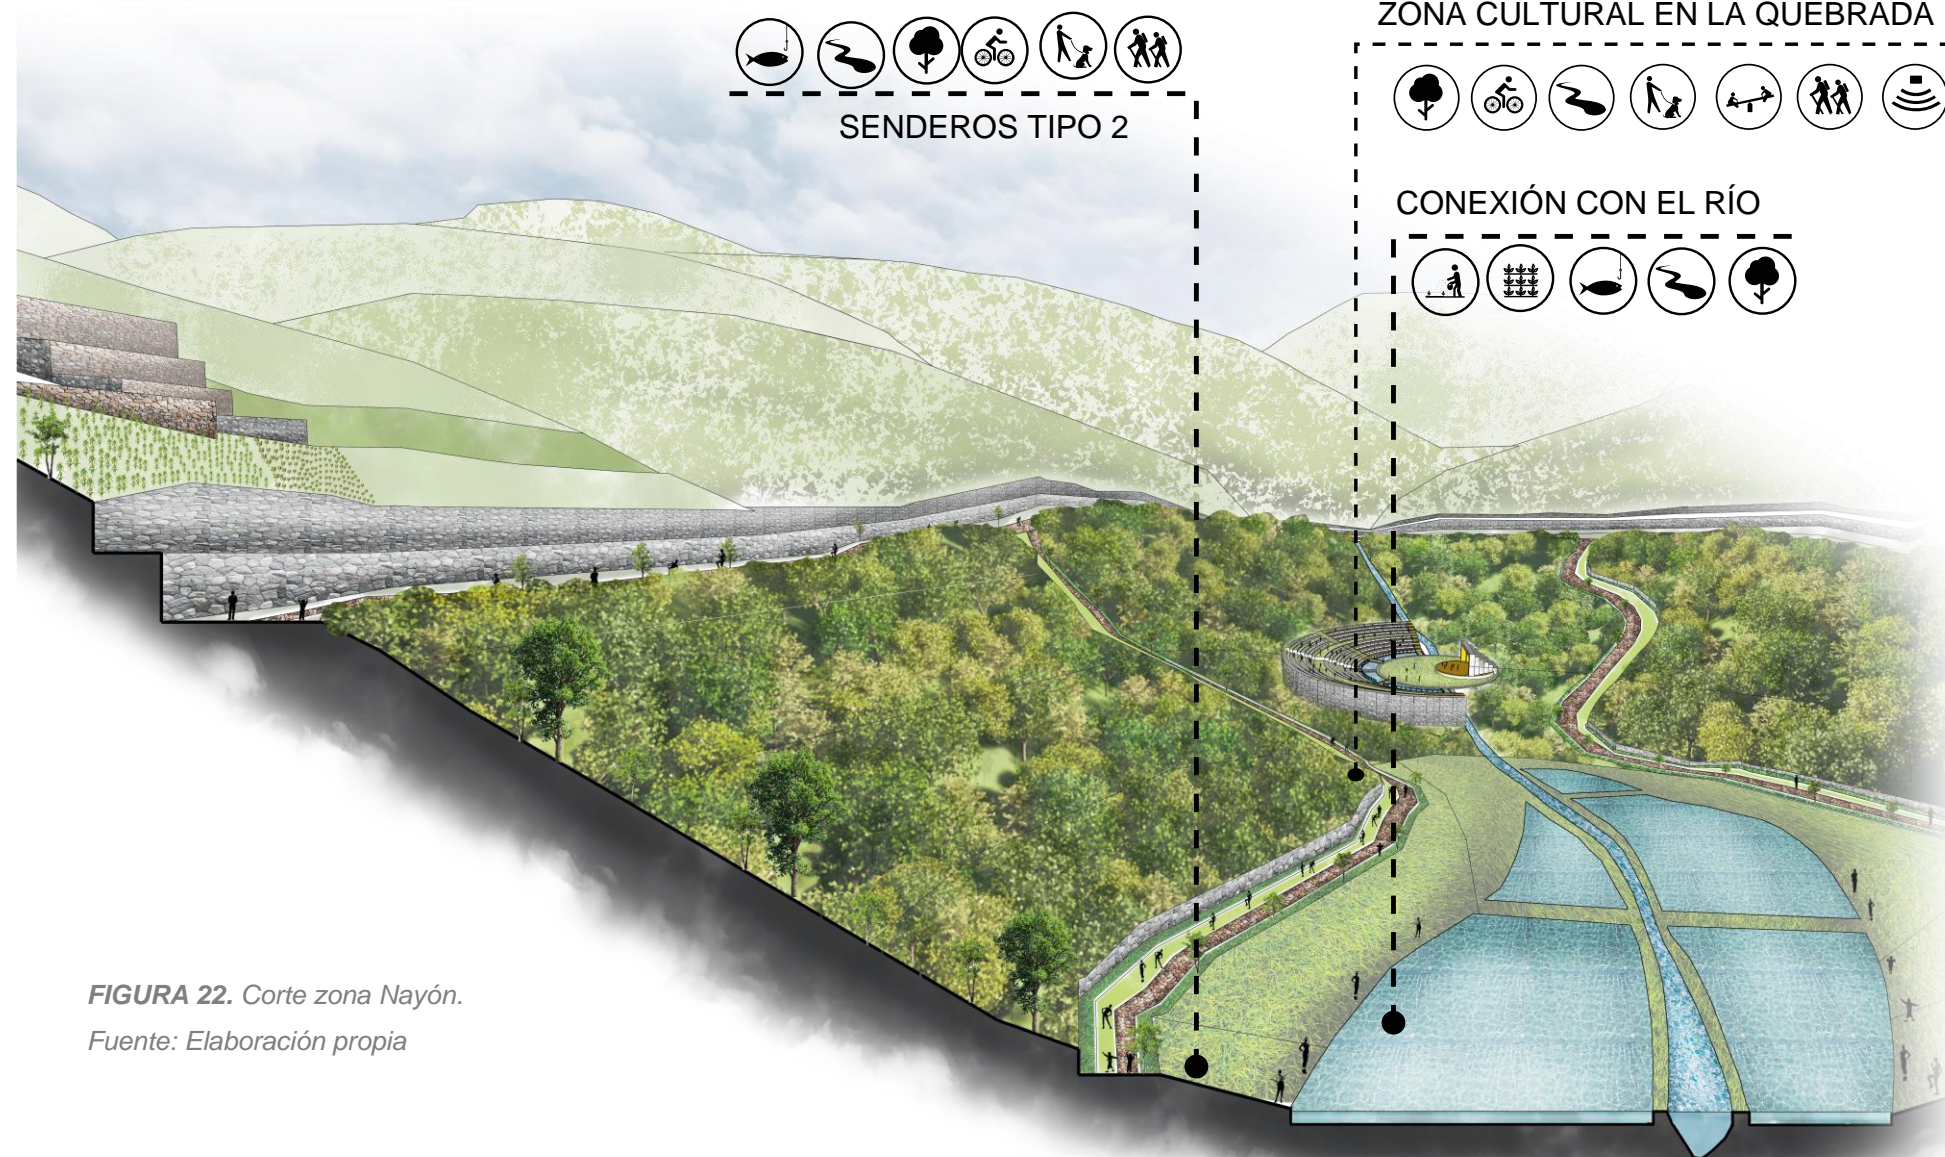 ZONA CULTURAL EN LA QUEBRADA
SENDEROS TIPO 2
CONEXIÓN CON EL RÍO
FIGURA 22. Corte zona Nayón.
Fuente: Elaboración propia